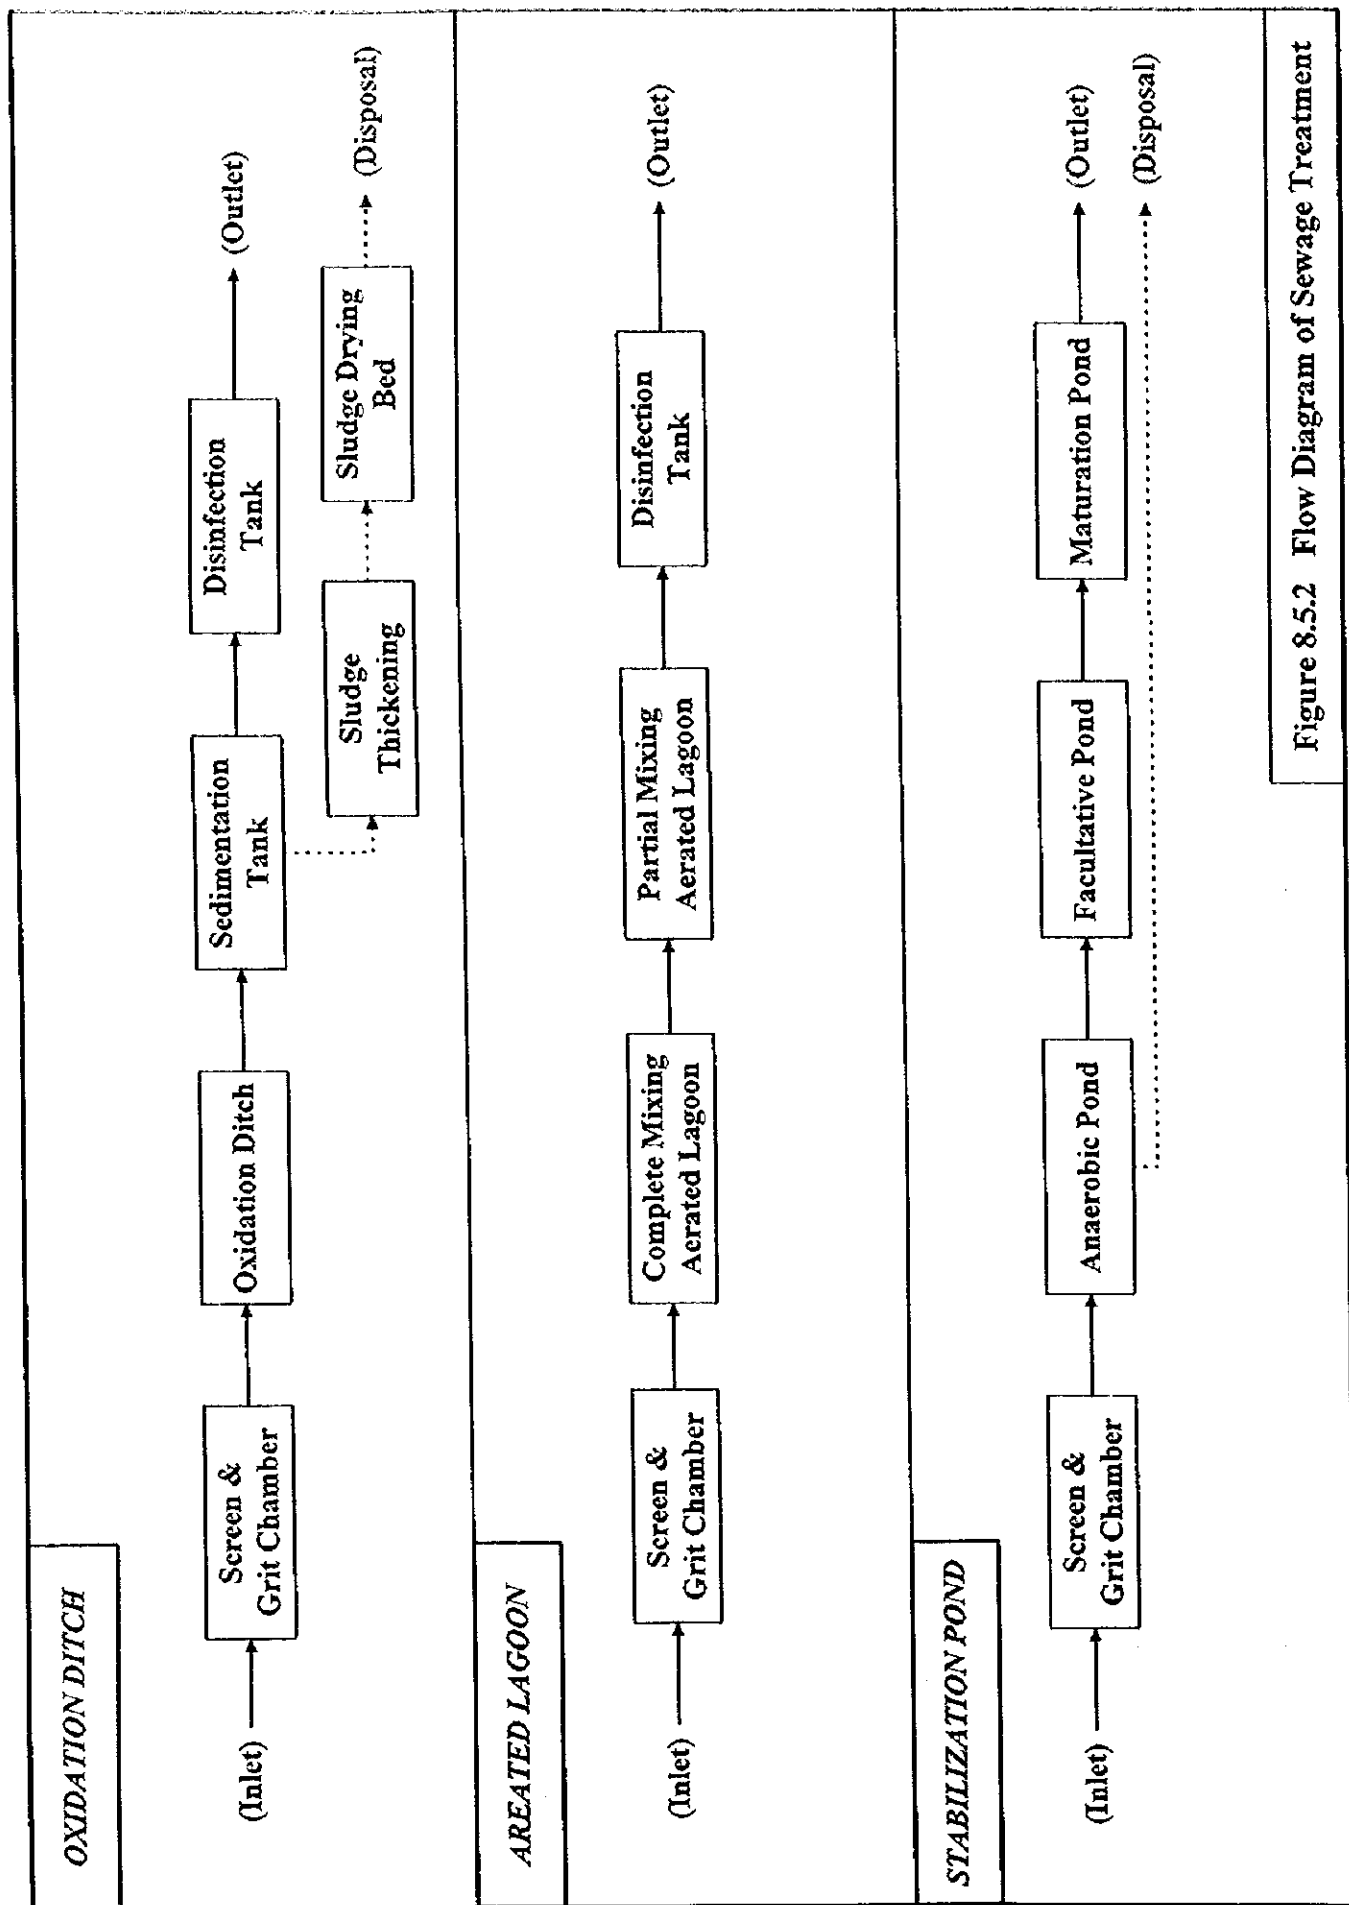 OXIDATION DITCH
(Inlet)
Screen &
Grit Chamber
Oxidation Ditch
Sedimentation
Tank
Disinfection
Tank
(Outlet)
Sludge
Thickening
Sludge Drying
Bed
(Disposal)
AREATED LAGOON
(Inlet)
Screen &
Grit Chamber
Complete Mixing
Aerated Lagoon
Partial Mixing
Aerated Lagoon
Disinfection
Tank
(Outlet)
STABILIZATION POND
(Inlet)
Screen &
Grit Chamber
Anaerobic Pond
Facultative Pond
Maturation Pond
(Outlet)
(Disposal)
Figure 8.5.2 Flow Diagram of Sewage Treatment